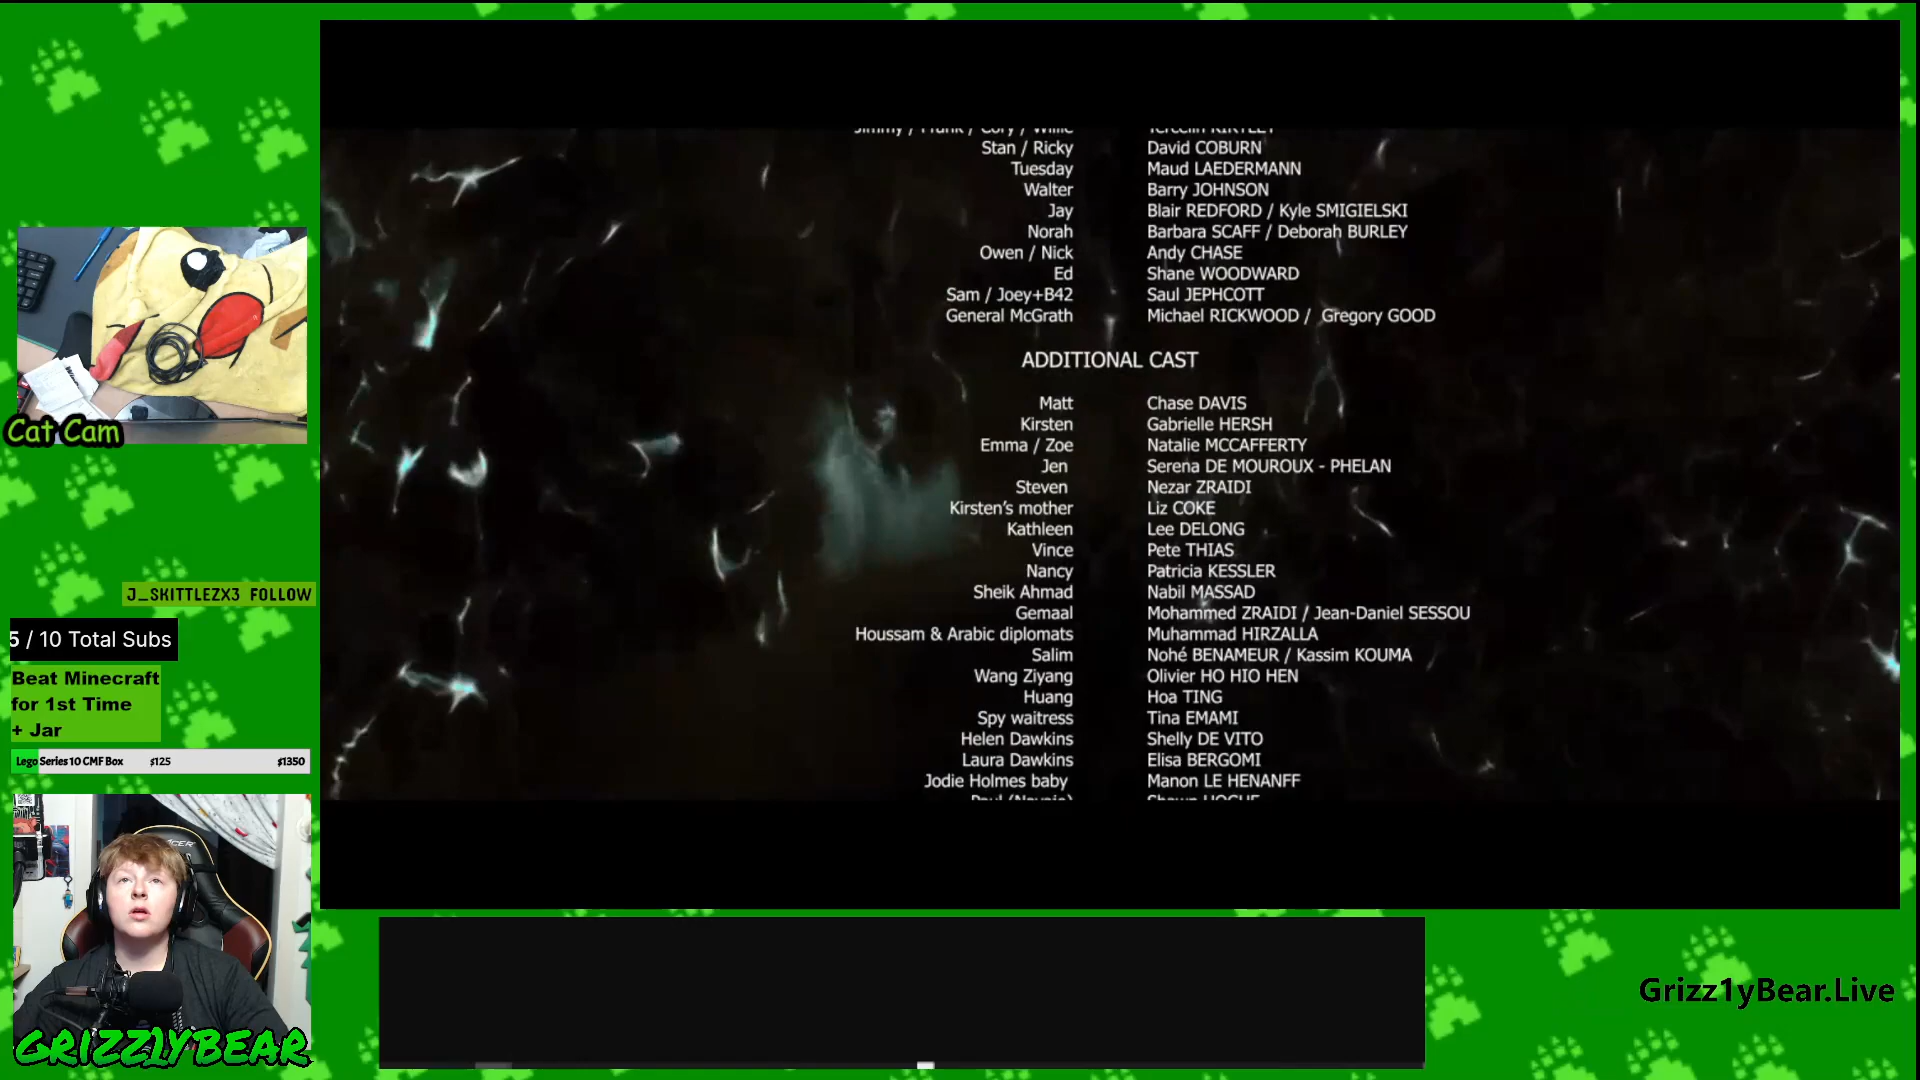 Stan / Ricky David COBURN
Tuesday Maud LAEDERMANN
Walter Barry JOHNSON
Jay Blair REDFORD / Kyle SMIGIELSKI
Norah Barbara SCAFF / Deborah BURLEY
Owen / Nick Andy CHASE
Ed Shane WOODWARD
Sam / Joey+B42 Saul JEPHCOTT
General McGrath Michael RICKWOOD / Gregory GOOD
ADDITIONAL CAST
Matt Chase DAVIS
Kirsten Gabrielle HERSH
Emma / Zoe Natalie MCCAFFERTY
Jen Serena DE MOUROUX - PHELAN
Steven Nezar ZRAIDI
Kirsten's mother Liz COKE
Kathleen Lee DELONG
Vince Pete THIAS
Nancy Patricia KESSLER
Sheik Ahmad Nabil MASSAD
Gemaal Mohammed ZRAIDI / Jean-Daniel SESSOU
Houssam & Arabic diplomats Muhammad HIRZALLA
Salim Nohé BENAMEUR / Kassim KOUMA
Wang Ziyang Olivier HO HIO HEN
Huang Hoa TING
Spy waitress Tina EMAMI
Helen Dawkins Shelly DE VITO
Laura Dawkins Elisa BERGOMI
Jodie Holmes baby Manon LE HENANFF
Cat Cam
J_SKITTLEZX3 FOLLOW
5 / 10 Total Subs
Beat Minecraft
for 1st Time
+ Jar
Lego Series 10 CMF Box $125 $1350
GRIZZ1YBEAR
Grizz1yBear.Live